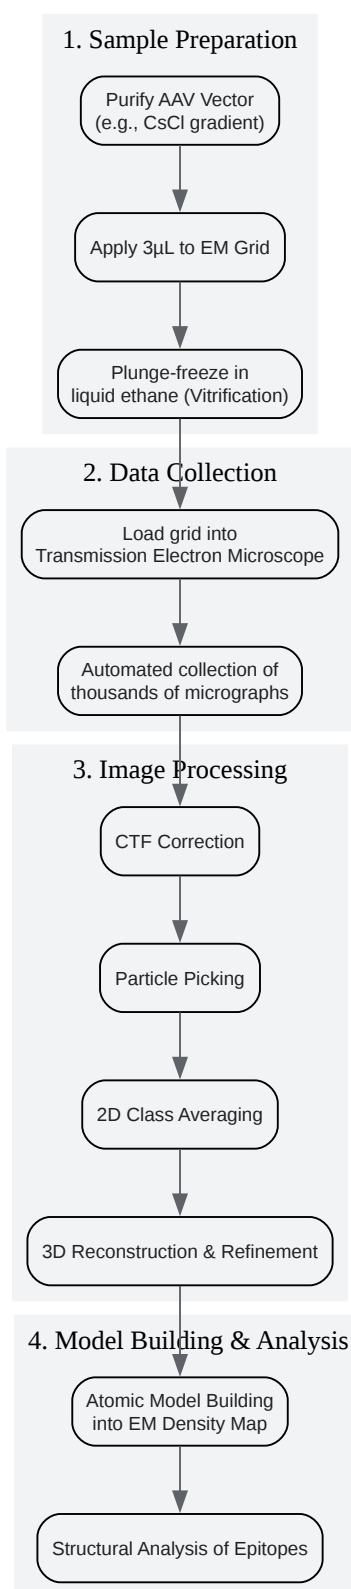 1. Sample Preparation
Purify AAV Vector
(e.g., CsCl gradient)
Apply 3µL to EM Grid
Plunge-freeze in
liquid ethane (Vitrification)
2. Data Collection
Load grid into
Transmission Electron Microscope
Automated collection of
thousands of micrographs
3. Image Processing
CTF Correction
Particle Picking
2D Class Averaging
3D Reconstruction & Refinement
4. Model Building & Analysis
Atomic Model Building
into EM Density Map
Structural Analysis of Epitopes